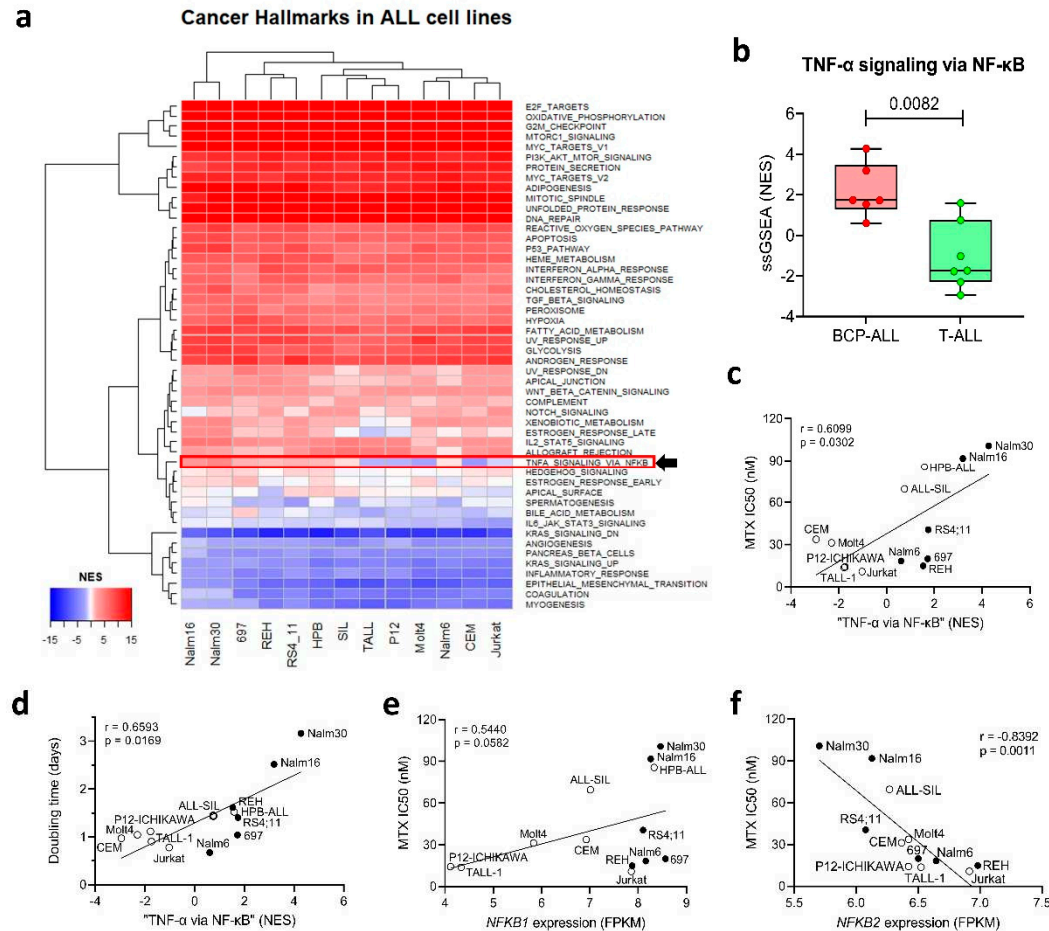 a
Cancer Hallmarks in ALL cell lines
E2F_TARGETS
OXIDATIVE_PHOSPHORYLATION
G2M_CHECKPOINT
MTORC1_SIGNALING
MYC_TARGETS_V1
PI3K_AKT_MTOR_SIGNALING
PROTEIN_SECRETION
MYC_TARGETS_V2
ADIPOGENESIS
MITOTIC_SPINDLE
UNFOLDED_PROTEIN_RESPONSE
DNA_REPAIR
REACTIVE_OXYGEN_SPECIES_PATHWAY
APOPTOSIS
P53_PATHWAY
HEME_METABOLISM
INTERFERON_ALPHA_RESPONSE
INTERFERON_GAMMA_RESPONSE
CHOLESTEROL_HOMEOSTASIS
TGF_BETA_SIGNALING
PEROXISOME
HYPOXIA
FATTY_ACID_METABOLISM
UV_RESPONSE_UP
GLYCOLYSIS
ANDROGEN_RESPONSE
UV_RESPONSE_DN
APICAL_JUNCTION
WNT_BETA_CATENIN_SIGNALING
COMPLEMENT
NOTCH_SIGNALING
XENOBIOTIC_METABOLISM
ESTROGEN_RESPONSE_LATE
IL2_STAT5_SIGNALING
ALLOGRAFT_REJECTION
TNFA_SIGNALING_VIA_NFKB
HEDGEHOG_SIGNALING
ESTROGEN_RESPONSE_EARLY
APICAL_SURFACE
SPERMATOGENESIS
BILE_ACID_METABOLISM
IL6_JAK_STAT3_SIGNALING
KRAS_SIGNALING_DN
ANGIOGENESIS
PANCREAS_BETA_CELLS
KRAS_SIGNALING_UP
INFLAMMATORY_RESPONSE
EPITHELIAL_MESENCHYMAL_TRANSITION
COAGULATION
MYOGENESIS
NES
-15 -5 5 15
Nalm16 Nalm30 697 REH RS4_11 HPB SIL TALL P12 Molt4 Nalm6 CEM Jurkat
b
TNF-α signaling via NF-κB
0.0082
ssGSEA (NES)
6
4
2
0
-2
-4
BCP-ALL T-ALL
c
r = 0.6099
p = 0.0302
MTX IC50 (nM)
120
90
60
30
0
Nalm30
Nalm16
HPB-ALL
ALL-SIL
RS4;11
CEM
Molt4
P12-ICHIKAWA
Nalm6
697
TALL-1
Jurkat
REH
-4 -2 0 2 4 6
"TNF-α via NF-κB" (NES)
d
r = 0.6593
p = 0.0169
Doubling time (days)
3
2
1
0
Nalm30
Nalm16
ALL-SIL
REH
HPB-ALL
P12-ICHIKAWA
RS4;11
Molt4
TALL-1
697
CEM
Jurkat
Nalm6
-4 -2 0 2 4 6
"TNF-α via NF-κB" (NES)
e
r = 0.5440
p = 0.0582
MTX IC50 (nM)
120
90
60
30
0
Nalm30
Nalm16
HPB-ALL
ALL-SIL
RS4;11
Molt4
CEM
P12-ICHIKAWA
Nalm6
REH
697
TALL-1
Jurkat
4 5 6 7 8 9
NFKB1 expression (FPKM)
f
r = -0.8392
p = 0.0011
MTX IC50 (nM)
120
90
60
30
0
Nalm30
Nalm16
ALL-SIL
RS4;11
Molt4
CEM
697
Nalm6
P12-ICHIKAWA
REH
TALL-1
Jurkat
5.5 6.0 6.5 7.0 7.5
NFKB2 expression (FPKM)